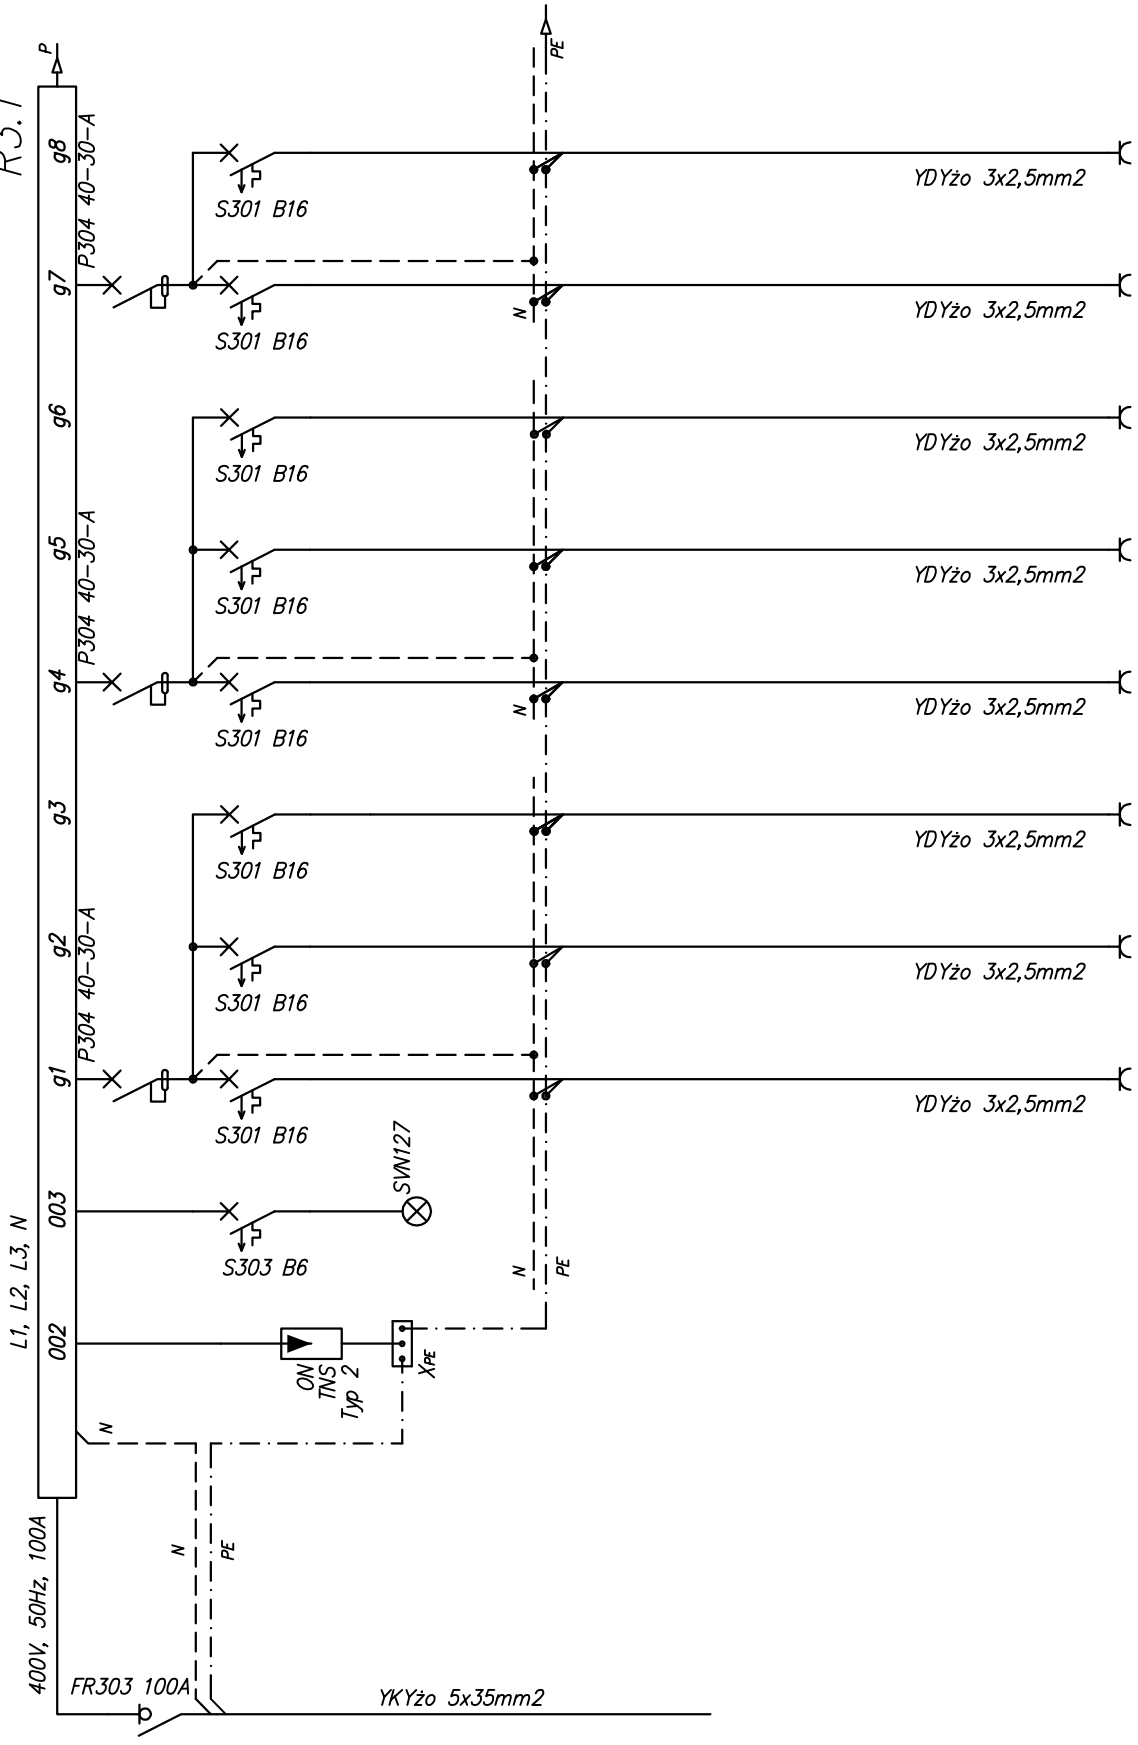 P
PE
R3.1
g8
P304 40-30-A
YDYżo 3x2,5mm2
S301 B16
g7
N
YDYżo 3x2,5mm2
S301 B16
g6
YDYżo 3x2,5mm2
S301 B16
g5
P304 40-30-A
YDYżo 3x2,5mm2
S301 B16
g4
N
YDYżo 3x2,5mm2
S301 B16
g3
YDYżo 3x2,5mm2
S301 B16
g2
P304 40-30-A
YDYżo 3x2,5mm2
S301 B16
g1
YDYżo 3x2,5mm2
S301 B16
SVN127
003
S303 B6
N
PE
L1, L2, L3, N
002
ON
TNS
Typ 2
XPE
N
400V, 50Hz, 100A
N
PE
FR303 100A
YKYżo 5x35mm2